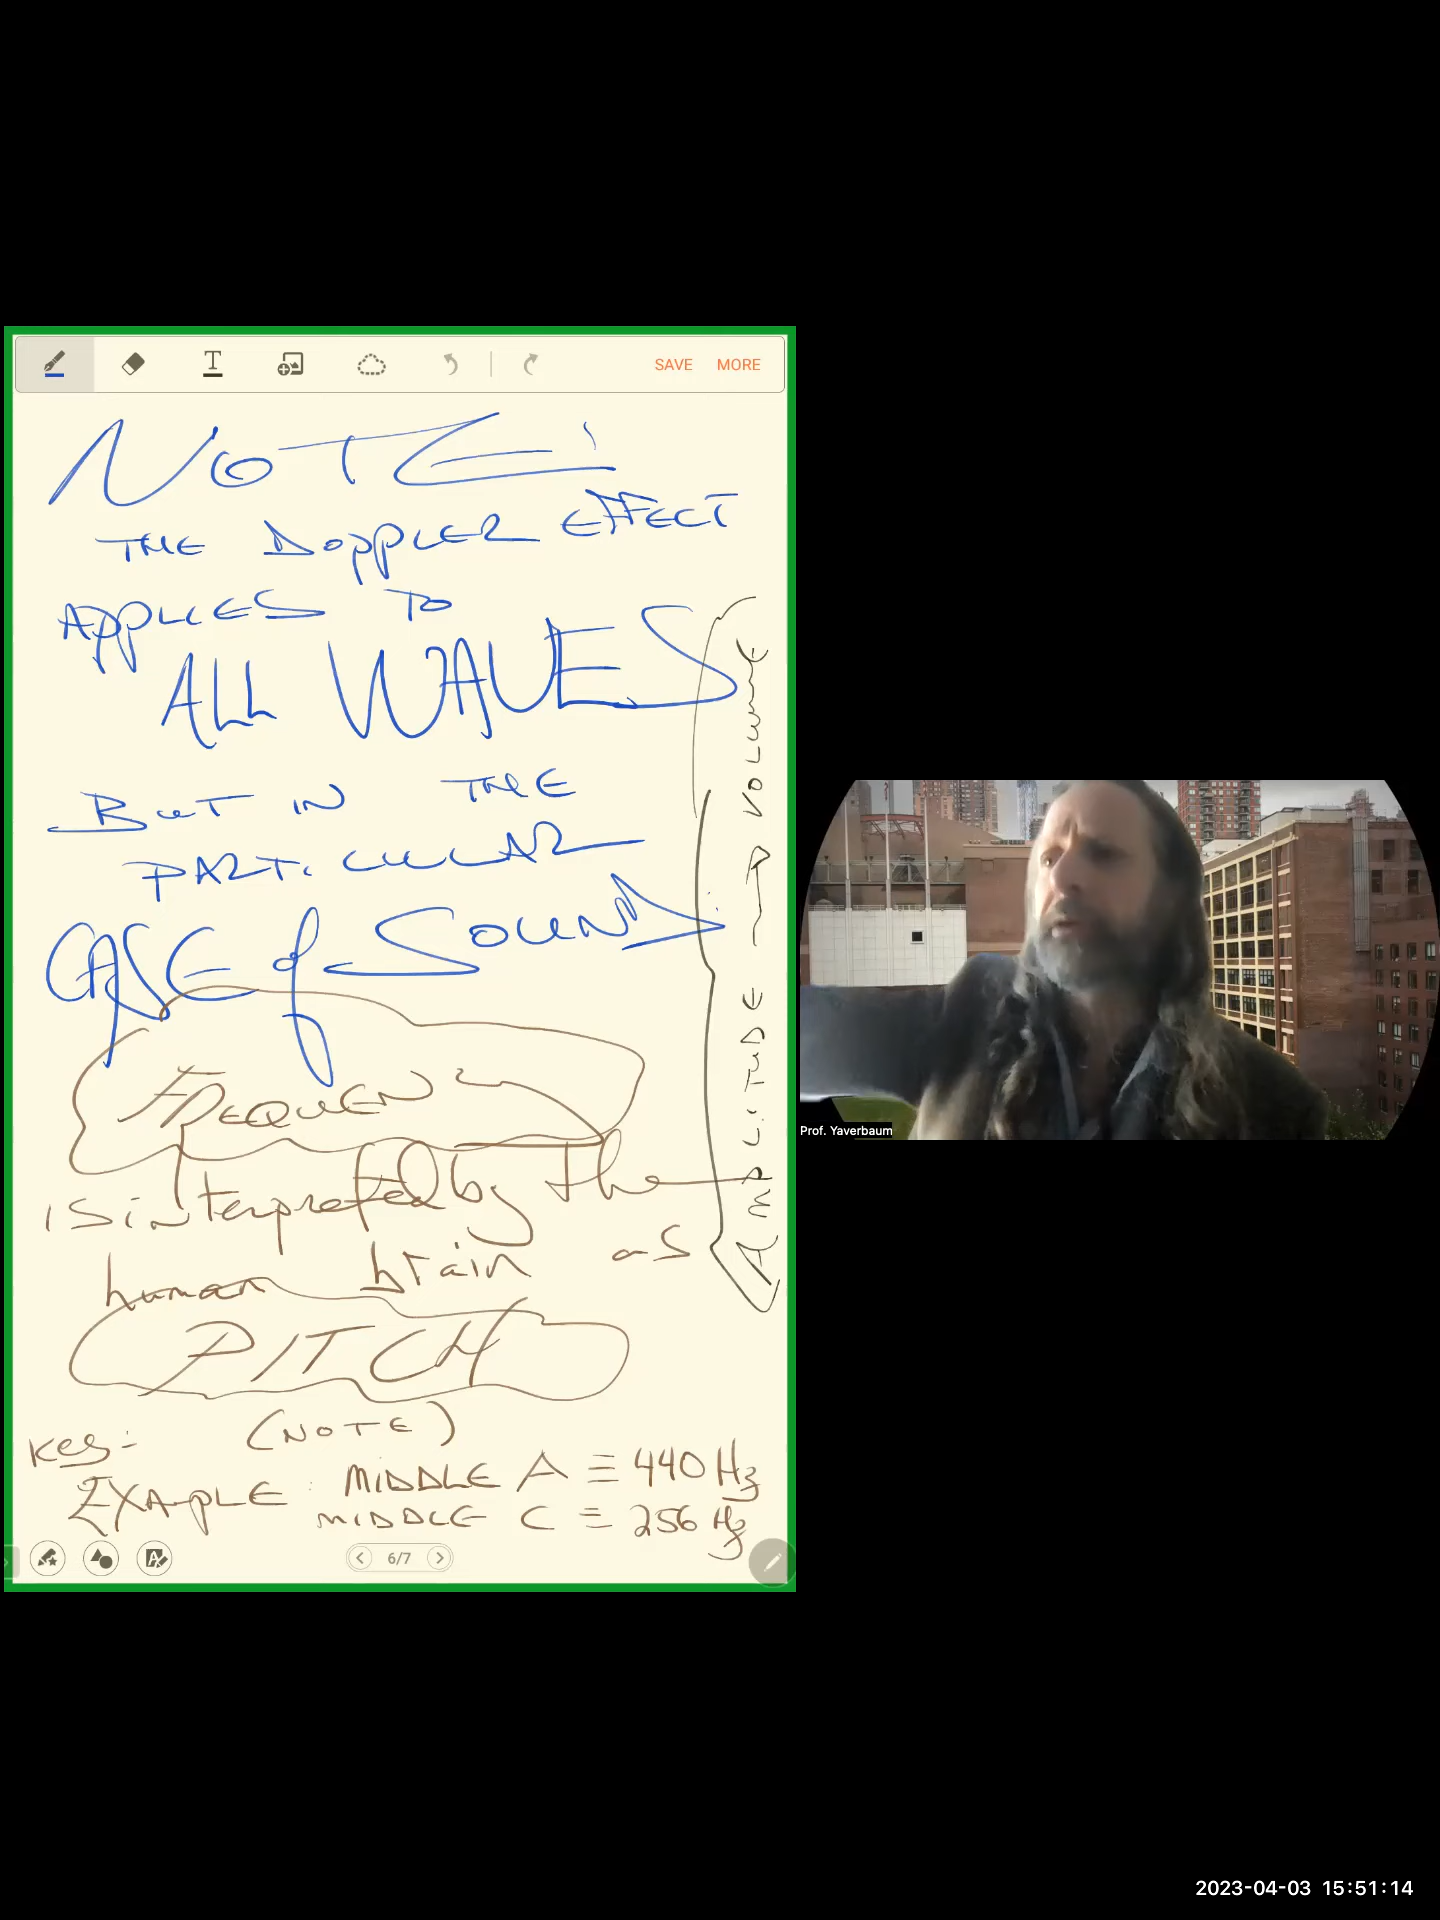 SAVE MORE
NOTE:
THE DOPPLER EFFECT
APPLIES TO
ALL WAVES
BUT IN THE
PARTICULAR
CASE of SOUND
FREQUENCY
is interpreted by the
human brain as
PITCH
(NOTE)
Key:
EXAMPLE: MIDDLE A ≡ 440 Hz
MIDDLE C ≡ 256 Hz
AMPLITUDE → VOLUME
6/7
Prof. Yaverbaum
2023-04-03 15:51:14